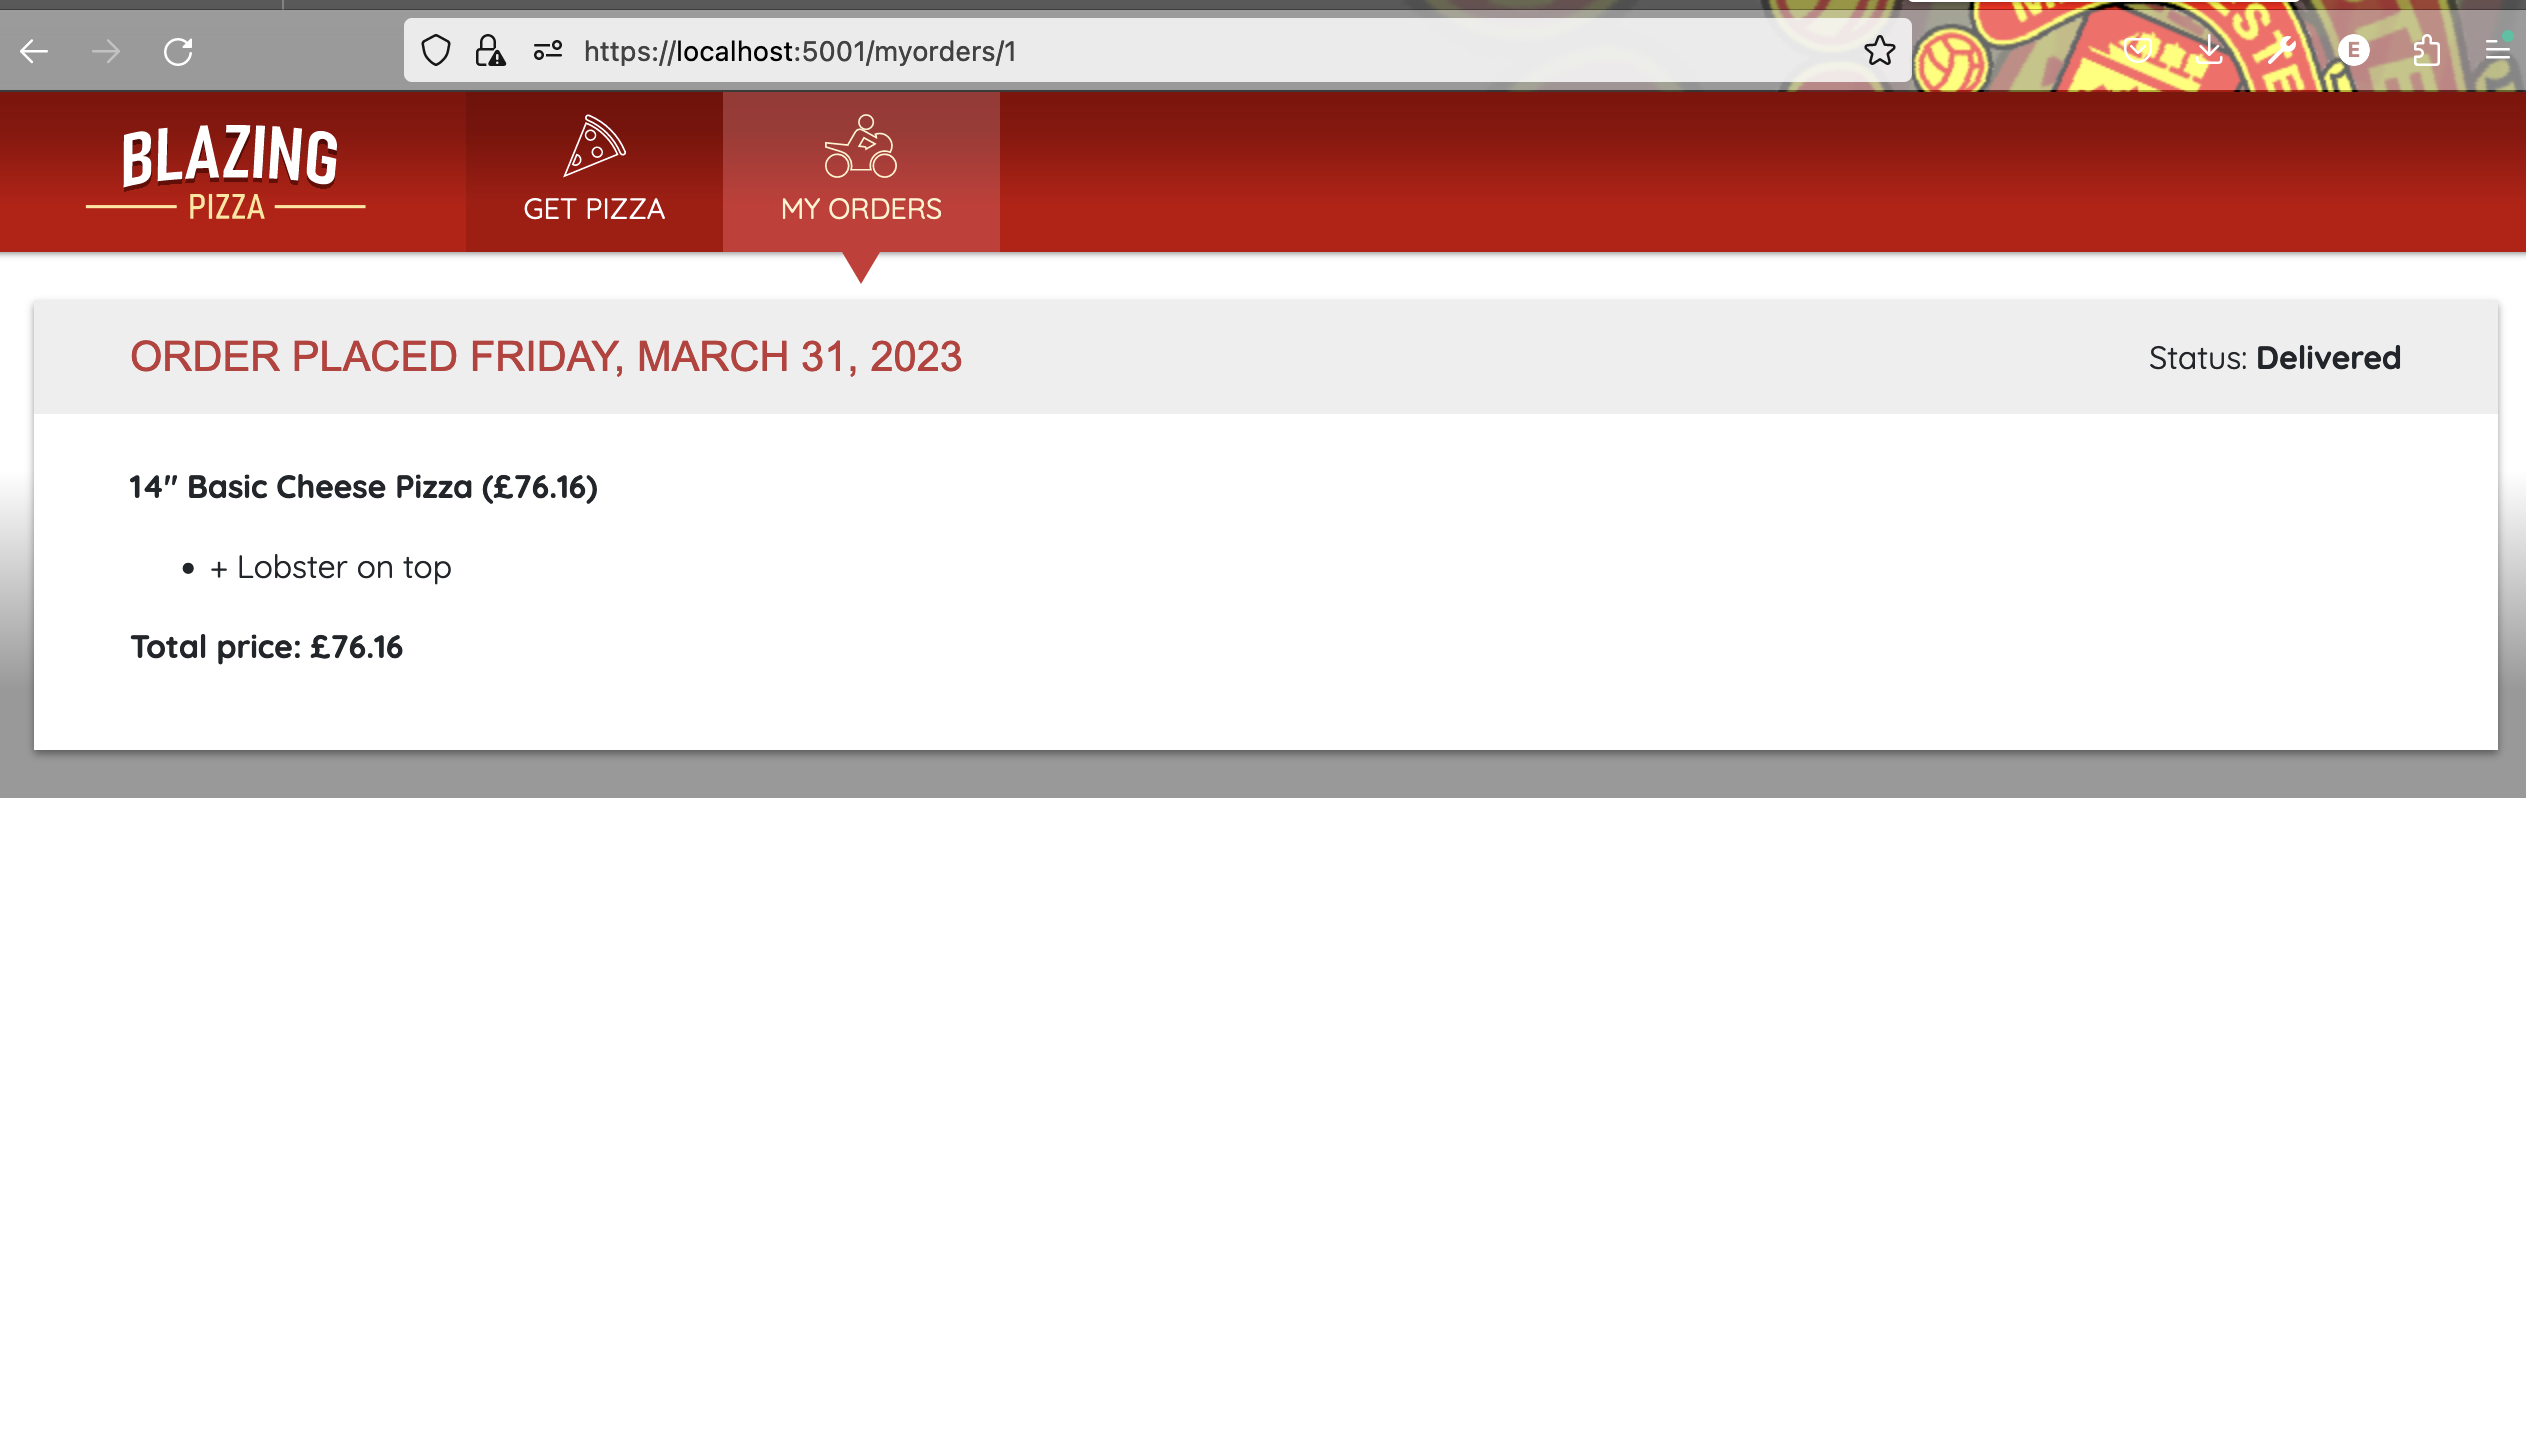 https://localhost:5001/myorders/1
E
BLAZING
PIZZA
GET PIZZA
MY ORDERS
ORDER PLACED FRIDAY, MARCH 31, 2023
Status: Delivered
14" Basic Cheese Pizza (£76.16)
+ Lobster on top
Total price: £76.16